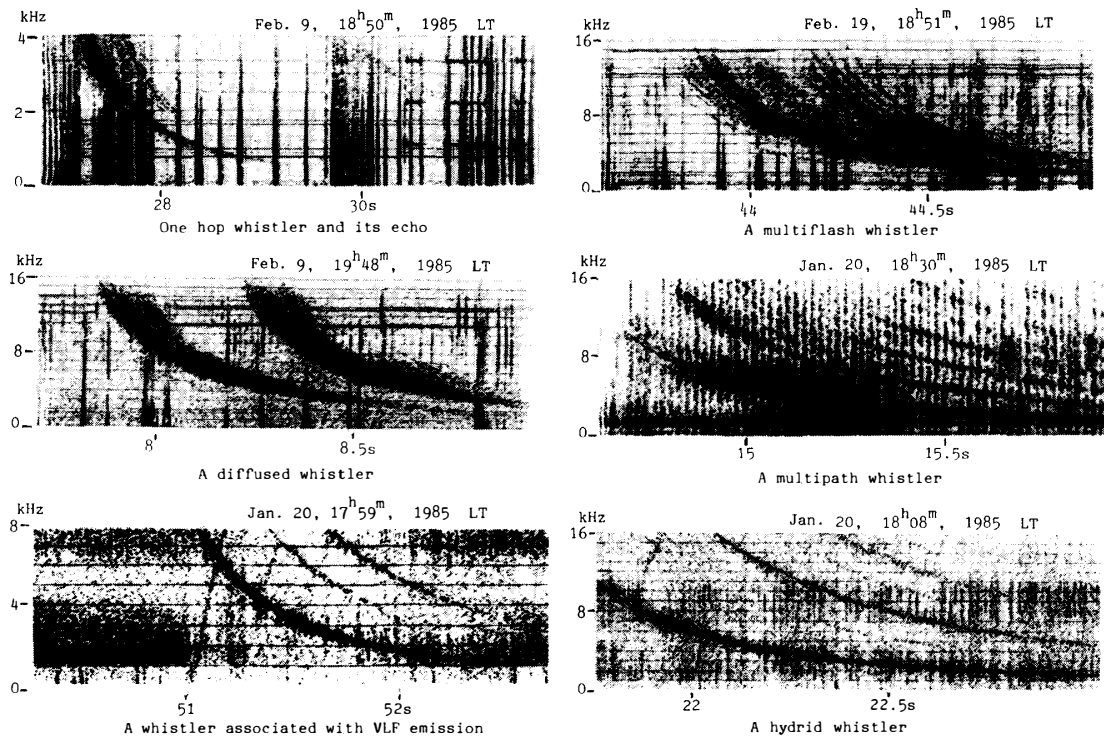 kHz
Feb. 9, 18h50m, 1985 LT
4
2
0
28
30s
One hop whistler and its echo
Feb. 19, 18h51m, 1985 LT
16
8
0
44
44.5s
A multiflash whistler
kHz
Feb. 9, 19h48m, 1985 LT
16
8
0
8
8.5s
A diffused whistler
kHz
Jan. 20, 18h30m, 1985 LT
16
8
0
15
15.5s
A multipath whistler
kHz
Jan. 20, 17h59m, 1985 LT
8
4
0
51
52s
A whistler associated with VLF emission
kHz
Jan. 20, 18h08m, 1985 LT
16
8
0
22
22.5s
A hydrid whistler